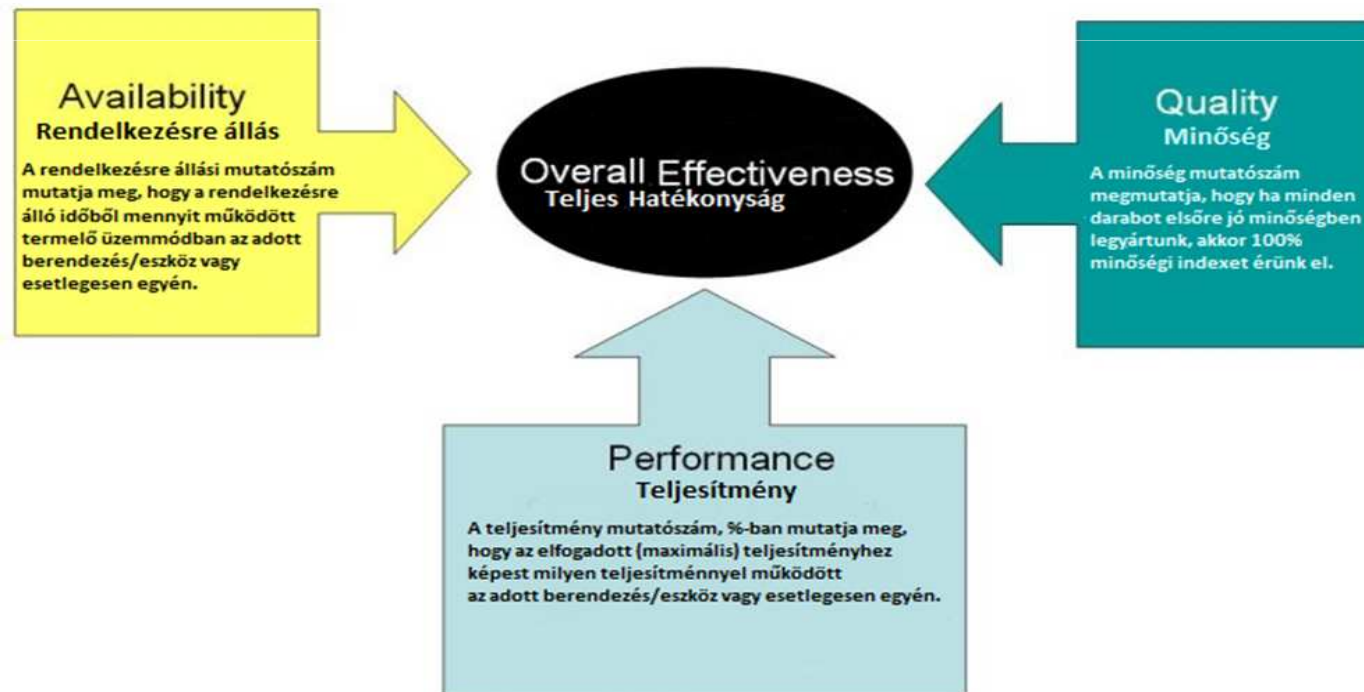 Availability
Rendelkezésre állás
A rendelkezésre állási mutatószám
mutatja meg, hogy a rendelkezésre
álló időből mennyit működött
termelő üzemmódban az adott
berendezés/eszköz vagy
esetlegesen egyén.
Overall Effectiveness
Teljes Hatékonyság
Quality
Minőség
A minőség mutatószám
megmutatja, hogy ha minden
darabot elsőre jó minőségben
legyártunk, akkor 100%
minőségi indexet érünk el.
Performance
Teljesítmény
A teljesítmény mutatószám, %-ban mutatja meg,
hogy az elfogadott (maximális) teljesítményhez
képest milyen teljesítménnyel működött
az adott berendezés/eszköz vagy esetlegesen egyén.